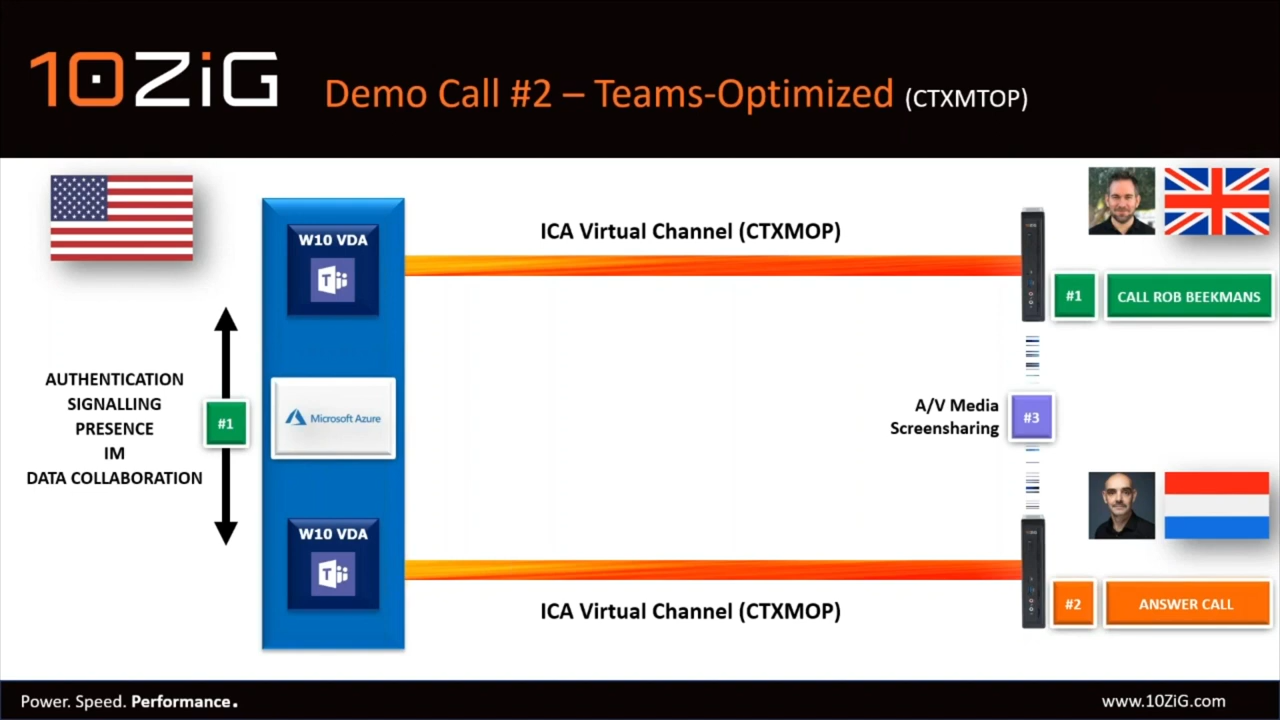 10ZiG
Demo Call #2 – Teams-Optimized (CTXMTOP)
W10 VDA
ICA Virtual Channel (CTXMOP)
#1
CALL ROB BEEKMANS
AUTHENTICATION
SIGNALLING
PRESENCE
IM
DATA COLLABORATION
#1
Microsoft Azure
A/V Media
Screensharing
#3
W10 VDA
ICA Virtual Channel (CTXMOP)
#2
ANSWER CALL
Power. Speed. Performance.
www.10ZiG.com